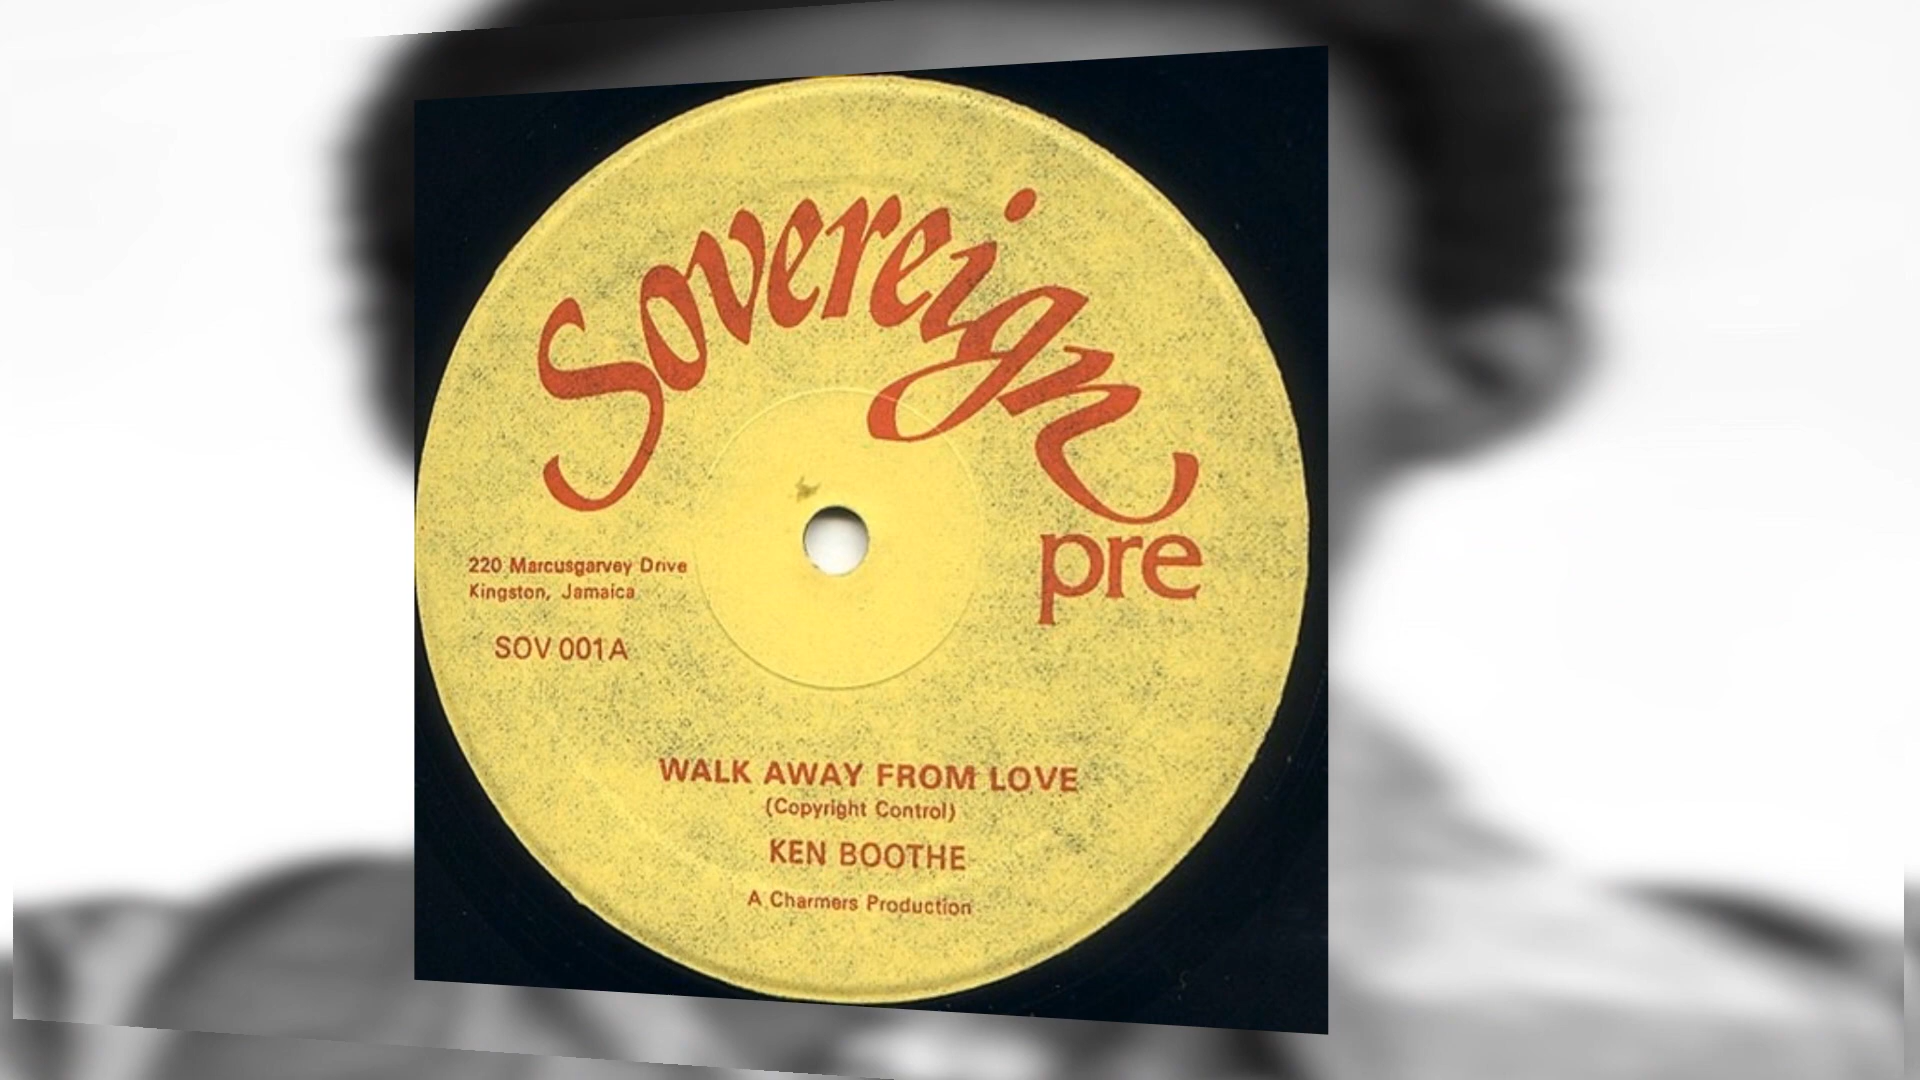 Sovereign
pre
220 Marcusgarvey Drive
Kingston, Jamaica
SOV 001A
WALK AWAY FROM LOVE
(Copyright Control)
KEN BOOTHE
A Charmers Production